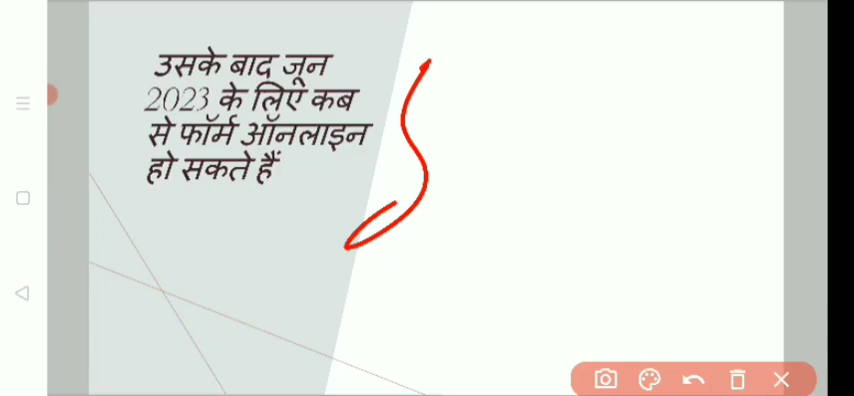 उसके बाद जून
2023 के लिए कब
से फॉर्म ऑनलाइन
हो सकते हैं